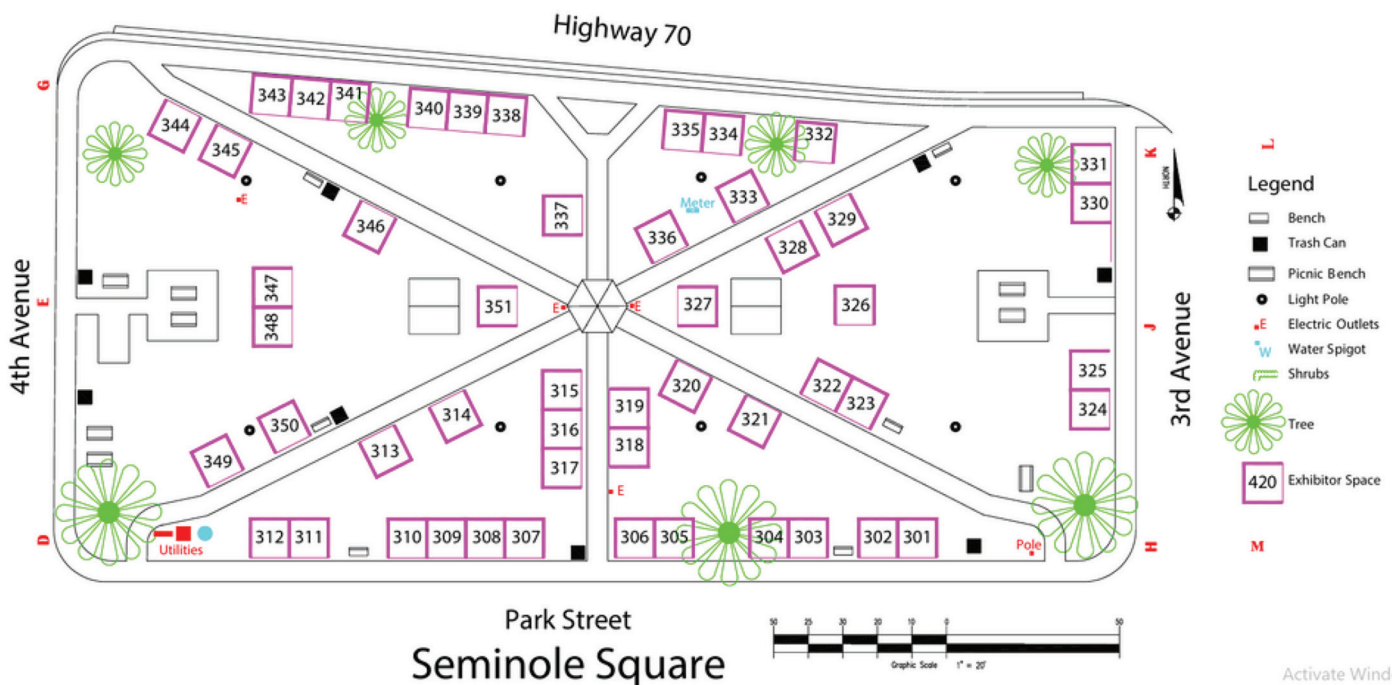 Highway 70
G
343 342 341
340 339 338
335 334
332
344
345
E
346
337
Meter
333
336
329
328
331
330
K
L
NORTH
4th Avenue
E
347
348
351
E
E
327
326
J
3rd Avenue
325
324
315
316
317
319
318
320
321
322
323
314
313
350
349
E
D
Utilities
312 311
310 309 308 307
306 305
304 303
302 301
Pole
H
M
Legend
Bench
Trash Can
Picnic Bench
Light Pole
E Electric Outlets
W Water Spigot
Shrubs
Tree
420 Exhibitor Space
Park Street
Seminole Square
50 25 30 20 10 0 50
Graphic Scale 1" = 20'
Activate Wind